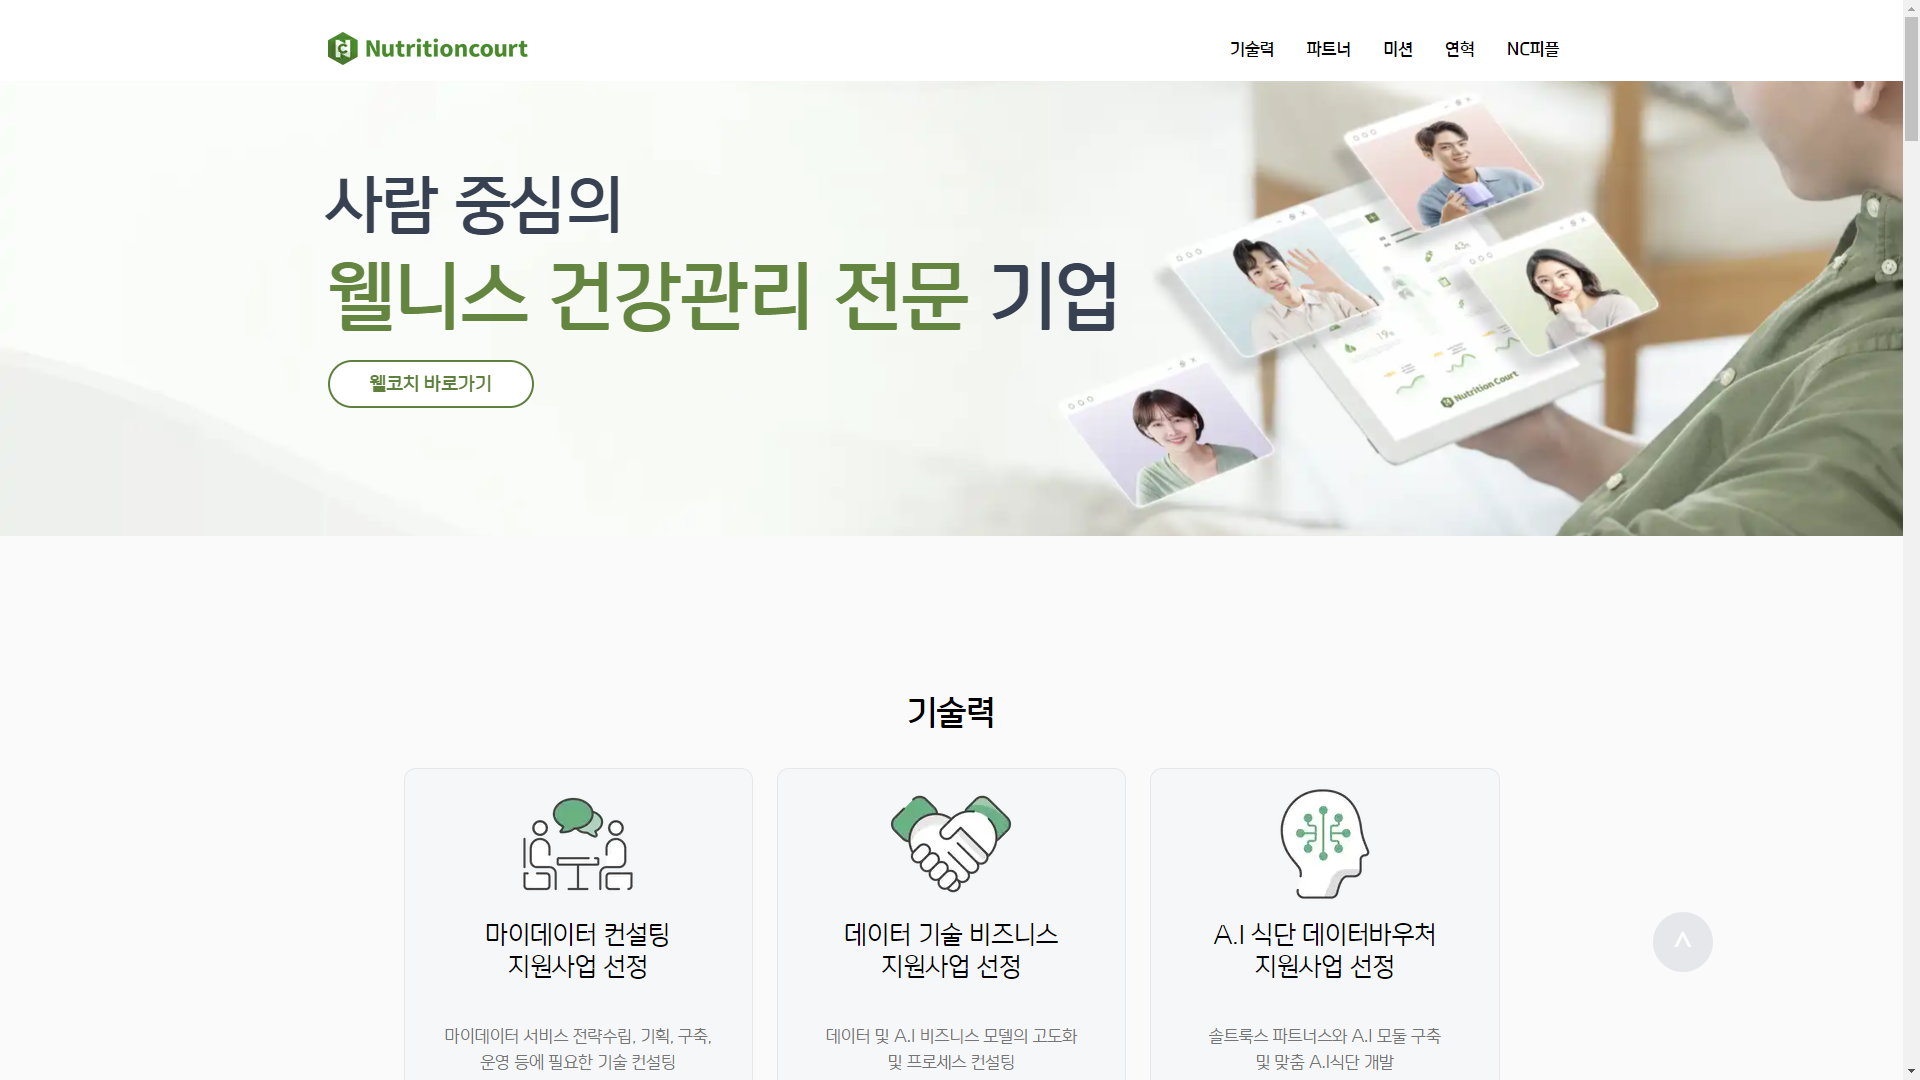 Nutritioncourt
기술력
파트너
미션
연혁
NC피플
사람 중심의
웰니스 건강관리 전문 기업
웰코치 바로가기
43%
19%
Nutrition Court
기술력
마이데이터 컨설팅
지원사업 선정
마이데이터 서비스 전략수립, 기획, 구축,
운영 등에 필요한 기술 컨설팅
데이터 기술 비즈니스
지원사업 선정
데이터 및 A.I 비즈니스 모델의 고도화
및 프로세스 컨설팅
A.I 식단 데이터바우처
지원사업 선정
솔트룩스 파트너스와 A.I 모둘 구축
및 맞춤 A.I식단 개발